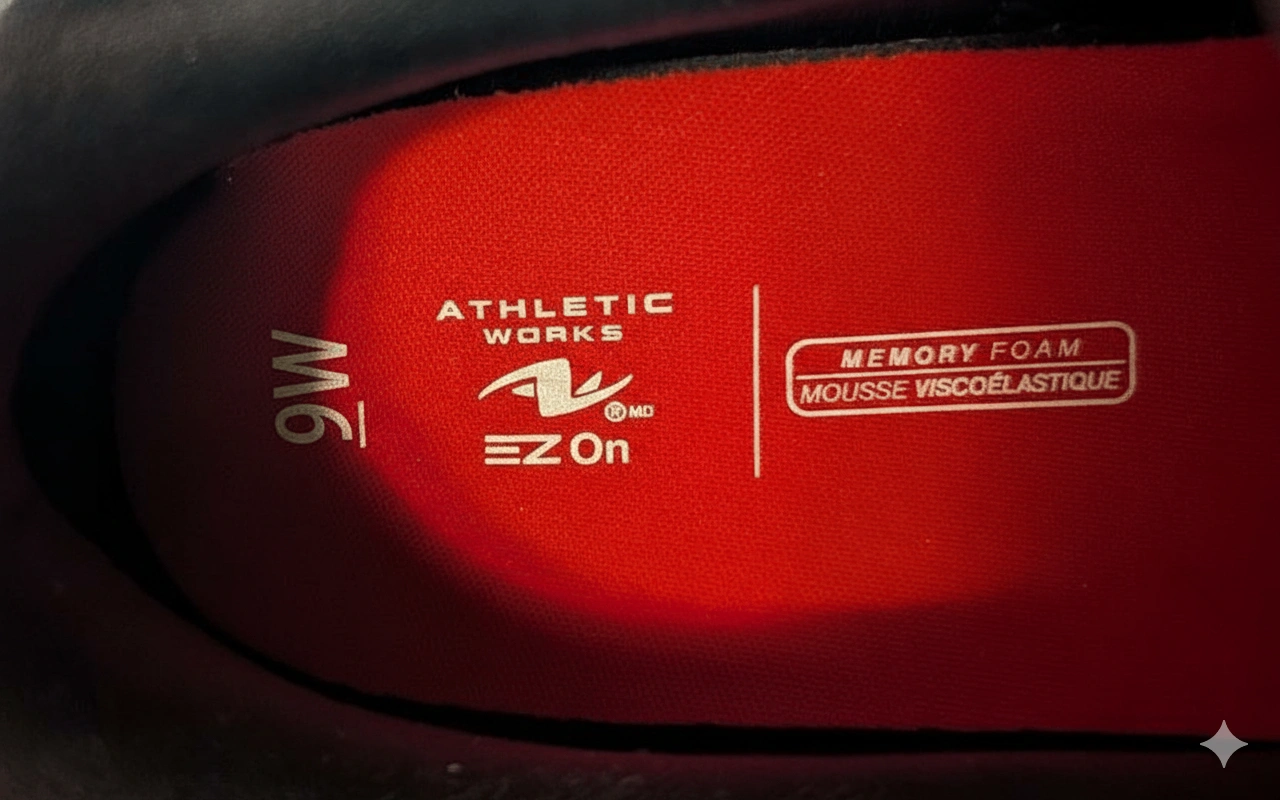 9W
ATHLETIC
WORKS
® MD
EZ On
MEMORY FOAM
MOUSSE VISCOÉLASTIQUE